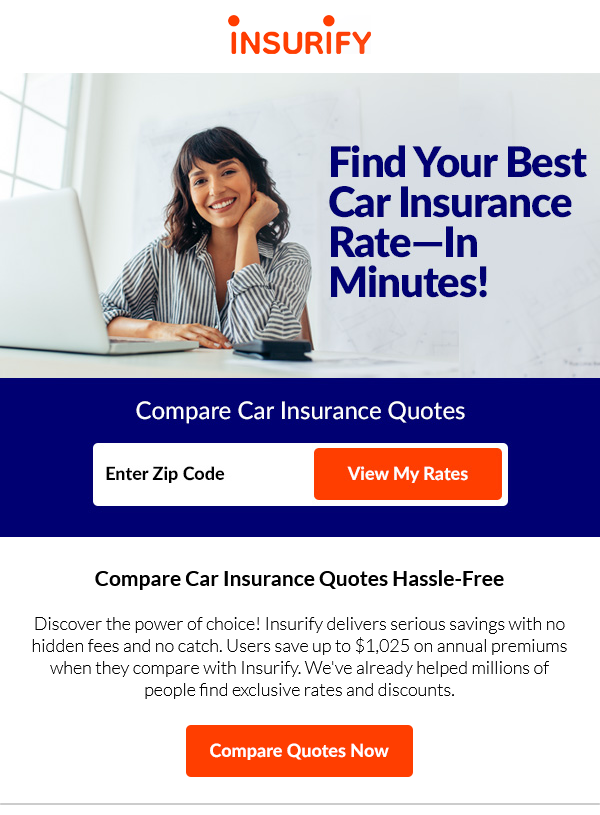 INSURIFY
Find Your Best
Car Insurance
Rate—In
Minutes!
Compare Car Insurance Quotes
Enter Zip Code
View My Rates
Compare Car Insurance Quotes Hassle-Free
Discover the power of choice! Insurify delivers serious savings with no
hidden fees and no catch. Users save up to $1,025 on annual premiums
when they compare with Insurify. We've already helped millions of
people find exclusive rates and discounts.
Compare Quotes Now